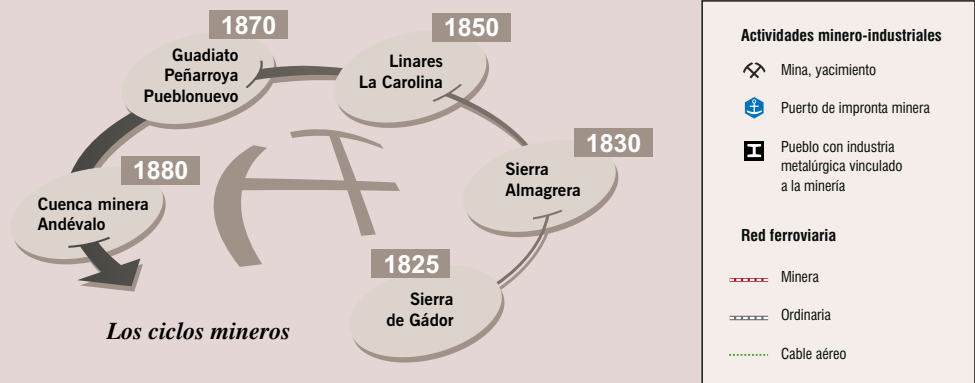 1870
Guadiato
Peñarroya
Pueblonuevo
1850
Linares
La Carolina
1830
Sierra
Almagrera
1880
Cuenca minera
Andévalo
1825
Sierra
de Gádor
Los ciclos mineros
Actividades minero-industriales
Mina, yacimiento
Puerto de impronta minera
Pueblo con industria
metalúrgica vinculado
a la minería
Red ferroviaria
Minera
Ordinaria
Cable aéreo